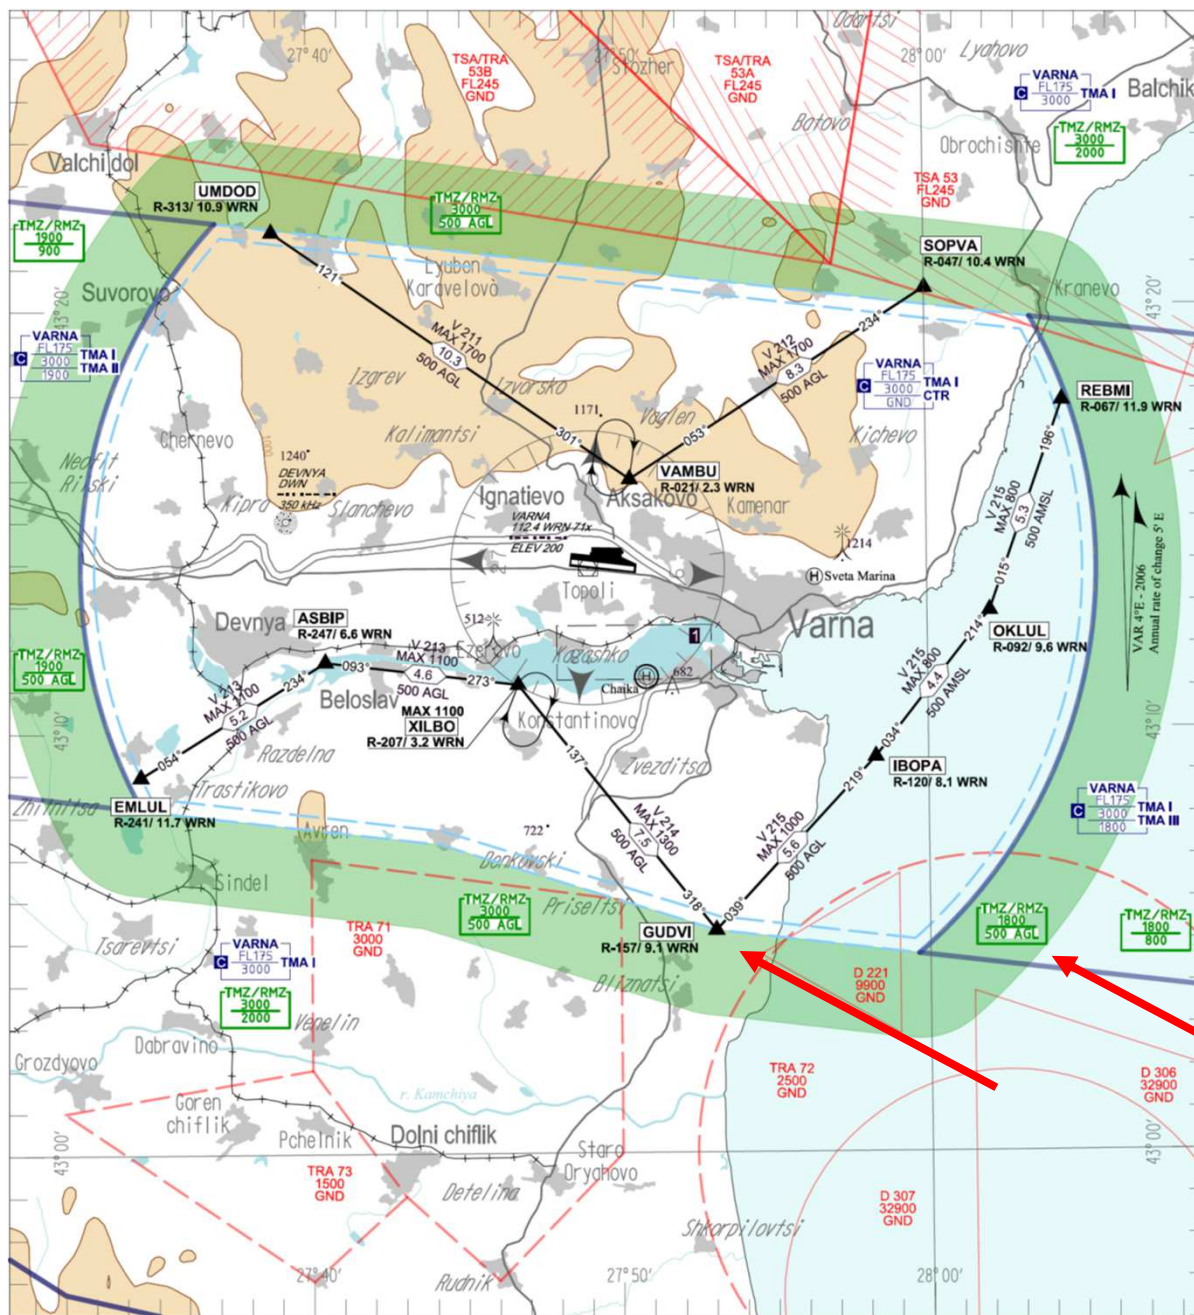 27°40'
27°50'
28°00'
Odartsi
Lyahovo
Stozher
TSA/TRA
53B
FL245
GND
TSA/TRA
53A
FL245
GND
VARNA
C FL175 TMA I
3000
Balchik
Batovo
Obrochishte
TMZ/RMZ
3000
2000
Valchidol
TSA 53
FL245
GND
UMDOD
R-313/ 10.9 WRN
TMZ/RMZ
3000
500 AGL
TMZ/RMZ
1900
900
SOPVA
R-047/ 10.4 WRN
Lyuben
Karavelovo
Suvorovo
Kranevo
43°20'
43°20'
121°
V 211
MAX 1700
10.3
500 AGL
301°
V 212
MAX 1700
8.3
500 AGL
234°
053°
VARNA
C FL175 TMA I
3000 TMA II
1900
VARNA
C FL175 TMA I
3000 CTR
GND
REBMI
R-067/ 11.9 WRN
Izgrev
Izvorsko
Voglen
Kichevo
Kalimantsi
Chernevo
1000
1171
1240
DEVNYA
DWN
350 kHz
Neofit
Rilski
Kipra
Slanchevo
VAMBU
R-021/ 2.3 WRN
Ignatievo
Aksakovo
Kamenar
VARNA
112.4 WRN 71x
ELEV 200
27
9
1214
H Sveta Marina
Topoli
196°
V 215
MAX 800
5.3
500 AMSL
015°
VAR 4°E - 2006
Annual rate of change 5' E
Devnya
ASBIP
R-247/ 6.6 WRN
512
Ezerovo
Kazashko
1
Varna
OKLUL
R-092/ 9.6 WRN
TMZ/RMZ
1900
500 AGL
093°
V 213
MAX 1100
4.6
500 AGL
273°
Chaika H
682
214°
V 215
MAX 800
4.4
500 AMSL
034°
Beloslav
234°
V 213
MAX 1100
5.2
500 AGL
054°
MAX 1100
XILBO
R-207/ 3.2 WRN
Konstantinovo
43°10'
43°10'
Razdelna
Trastikovo
137°
Zvezditsa
IBOPA
R-120/ 8.1 WRN
EMLUL
R-241/ 11.7 WRN
Zhitnitsa
V 214
MAX 1300
7.5
500 AGL
318°
219°
V 215
MAX 1000
5.6
500 AGL
039°
VARNA
C FL175 TMA I
3000 TMA III
1800
Avren
722
Bonkovski
Sindel
Priseltsi
TMZ/RMZ
3000
500 AGL
TMZ/RMZ
1800
500 AGL
TMZ/RMZ
1800
800
TRA 71
3000
GND
GUDVI
R-157/ 9.1 WRN
Tsarevtsi
VARNA
C FL175 TMA I
3000
TMZ/RMZ
3000
2000
Bliznatsi
D 221
9900
GND
Venelin
Dabravino
Grozdyovo
TRA 72
2500
GND
D 306
32900
GND
r. Kamchiya
Goren
chiflik
Pchelnik
Dolni chiflik
43°00'
43°00'
Staro
Oryahovo
TRA 73
1500
GND
Detelina
D 307
32900
GND
Shkorpilovtsi
Rudnik
27°40'
27°50'
28°00'